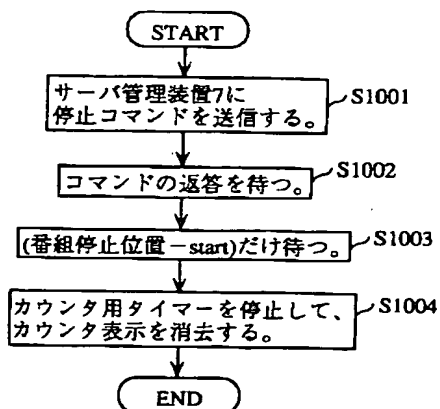 START
サーバ管理装置7に
停止コマンドを送信する。
S1001
コマンドの返答を待つ。
S1002
(番組停止位置－start)だけ待つ。
S1003
カウンタ用タイマーを停止して、
カウンタ表示を消去する。
S1004
END